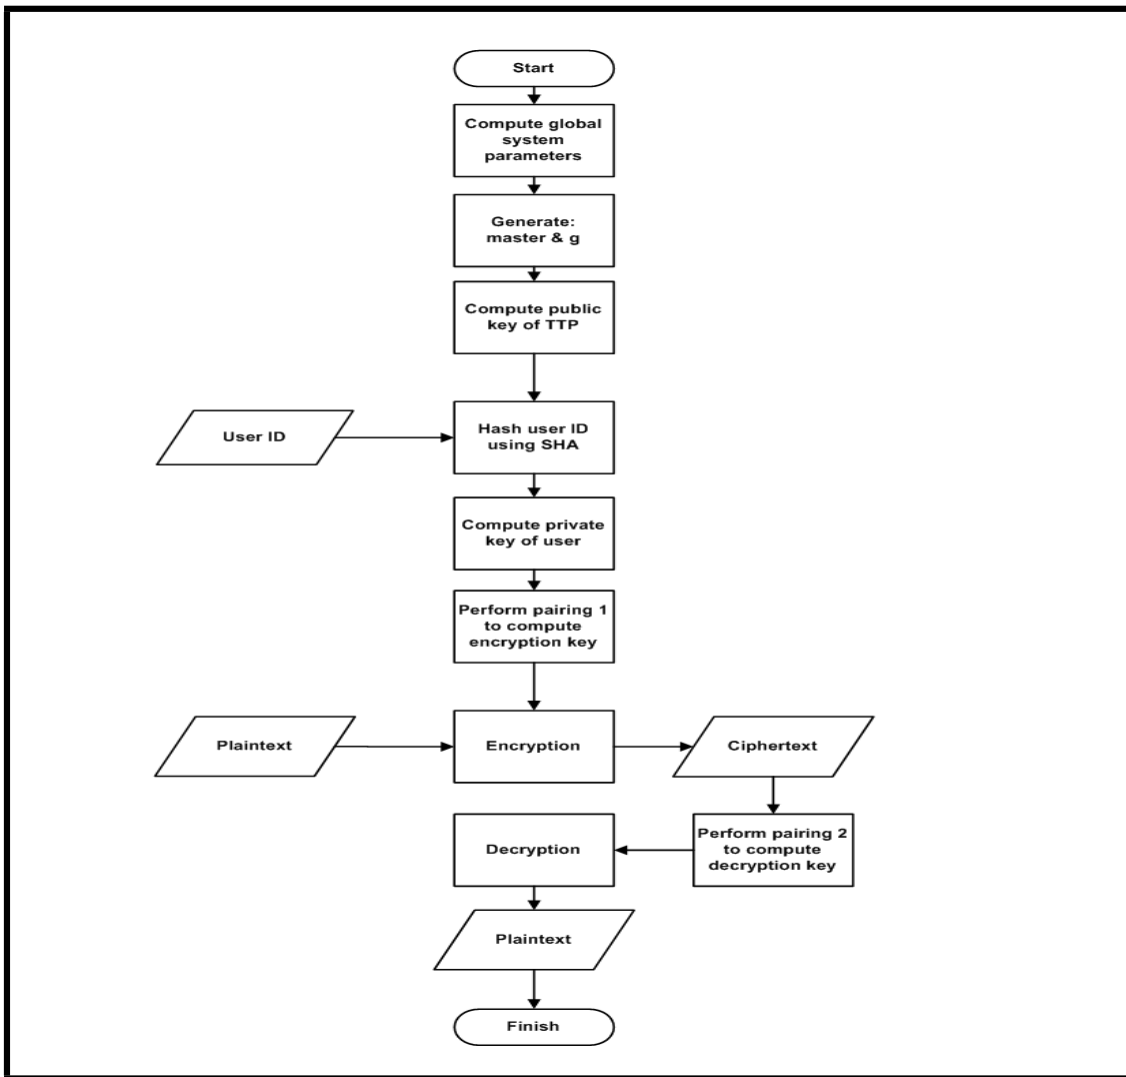 Start
Compute global
system
parameters
Generate:
master & g
Compute public
key of TTP
User ID
Hash user ID
using SHA
Compute private
key of user
Perform pairing 1
to compute
encryption key
Plaintext
Encryption
Ciphertext
Perform pairing 2
to compute
decryption key
Decryption
Plaintext
Finish